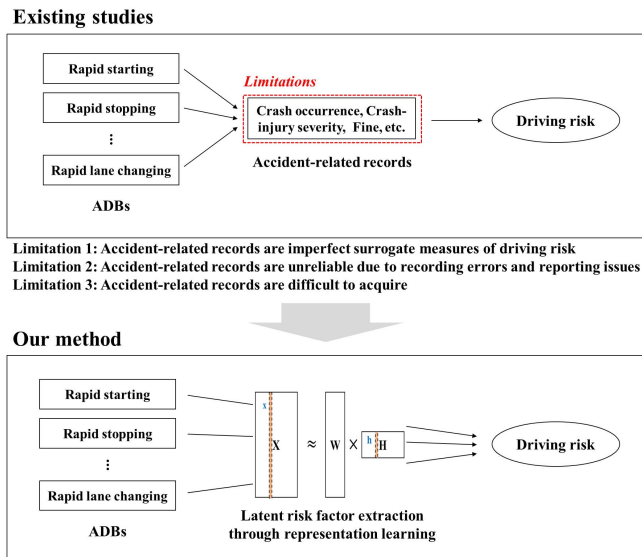 Existing studies
Rapid starting
Rapid stopping
⋮
Rapid lane changing
ADBs
Limitations
Crash occurrence, Crash-
injury severity, Fine, etc.
Accident-related records
Driving risk
Limitation 1: Accident-related records are imperfect surrogate measures of driving risk
Limitation 2: Accident-related records are unreliable due to recording errors and reporting issues
Limitation 3: Accident-related records are difficult to acquire
Our method
Rapid starting
Rapid stopping
⋮
Rapid lane changing
ADBs
x
X ≈ W × h H
Latent risk factor extraction
through representation learning
Driving risk